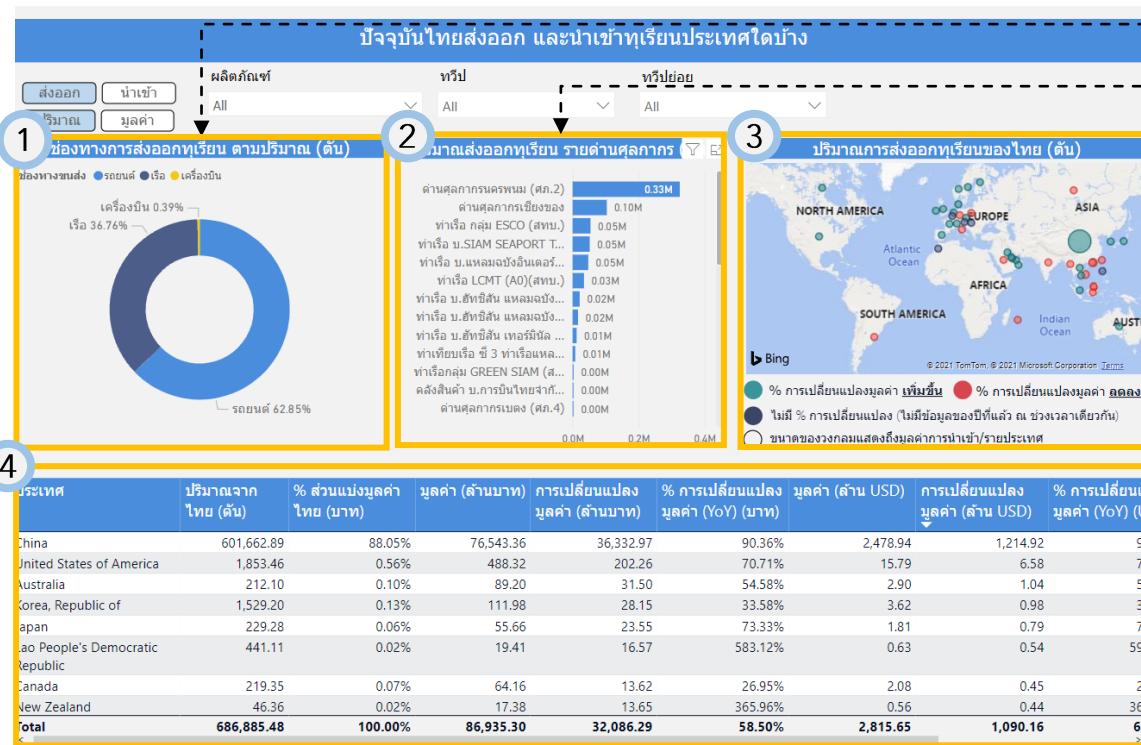 ปัจจุบันไทยส่งออก และนำเข้าทุเรียนประเทศใดบ้าง
ส่งออก นำเข้า
ปริมาณ มูลค่า
ผลิตภัณฑ์ ทวีป ทวีปย่อย
All All All
1
ช่องทางการส่งออกทุเรียน ตามปริมาณ (ตัน)
ช่องทางขนส่ง รถยนต์ เรือ เครื่องบิน
เครื่องบิน 0.39%
เรือ 36.76%
รถยนต์ 62.85%
2
ปริมาณส่งออกทุเรียน รายด่านศุลกากร (
ด่านศุลกากรนครพนม (ศภ.2) 0.33M
ด่านศุลกากรเชียงของ 0.10M
ท่าเรือ กลุ่ม ESCO (สทบ.) 0.05M
ท่าเรือ บ.SIAM SEAPORT T... 0.05M
ท่าเรือ บ.แหลมฉบังอินเตอร์... 0.05M
ท่าเรือ LCMT (A0)(สทบ.) 0.03M
ท่าเรือ บ.ฮัทชิสัน แหลมฉบัง... 0.02M
ท่าเรือ บ.ฮัทชิสัน แหลมฉบัง... 0.02M
ท่าเรือ บ.ฮัทชิสัน เทอร์มินัล ... 0.01M
ท่าเทียบเรือ ซี 3 ท่าเรือแหล... 0.01M
ท่าเรือกลุ่ม GREEN SIAM (ส... 0.00M
คลังสินค้า บ.การบินไทยจำกั... 0.00M
ด่านศุลกากรเบตง (ศภ.4) 0.00M
0.0M 0.2M 0.4M
3
ปริมาณการส่งออกทุเรียนของไทย (ตัน)
NORTH AMERICA
EUROPE
ASIA
Atlantic
Ocean
AFRICA
SOUTH AMERICA
Indian
Ocean
AUST
Bing
© 2021 TomTom, © 2021 Microsoft Corporation Terms
% การเปลี่ยนแปลงมูลค่า เพิ่มขึ้น % การเปลี่ยนแปลงมูลค่า ลดลง
ไม่มี % การเปลี่ยนแปลง (ไม่มีข้อมูลของปีที่แล้ว ณ ช่วงเวลาเดียวกัน)
ขนาดของวงกลมแสดงถึงมูลค่าการนำเข้า/รายประเทศ
4
ประเทศ ปริมาณจาก % ส่วนแบ่งมูลค่า มูลค่า (ล้านบาท) การเปลี่ยนแปลง % การเปลี่ยนแปลง มูลค่า (ล้าน USD) การเปลี่ยนแปลง % การเปลี่ยนแ
ไทย (ตัน) ไทย (บาท) มูลค่า (ล้านบาท) มูลค่า (YoY) (บาท) มูลค่า (ล้าน USD) มูลค่า (YoY) (U
China 601,662.89 88.05% 76,543.36 36,332.97 90.36% 2,478.94 1,214.92 9
United States of America 1,853.46 0.56% 488.32 202.26 70.71% 15.79 6.58 7
Australia 212.10 0.10% 89.20 31.50 54.58% 2.90 1.04 5
Korea, Republic of 1,529.20 0.13% 111.98 28.15 33.58% 3.62 0.98 3
Japan 229.28 0.06% 55.66 23.55 73.33% 1.81 0.79 7
Lao People's Democratic 441.11 0.02% 19.41 16.57 583.12% 0.63 0.54 59
Republic
Canada 219.35 0.07% 64.16 13.62 26.95% 2.08 0.45 2
New Zealand 46.36 0.02% 17.38 13.65 365.96% 0.56 0.44 36
Total 686,885.48 100.00% 86,935.30 32,086.29 58.50% 2,815.65 1,090.16 6